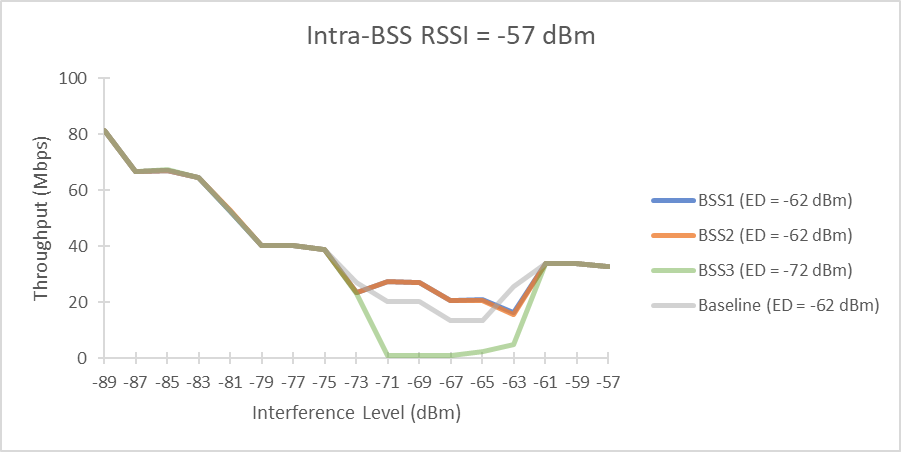 Intra-BSS RSSI = -57 dBm
100
80
60
40
20
0
Throughput (Mbps)
-89 -87 -85 -83 -81 -79 -77 -75 -73 -71 -69 -67 -65 -63 -61 -59 -57
Interference Level (dBm)
BSS1 (ED = -62 dBm)
BSS2 (ED = -62 dBm)
BSS3 (ED = -72 dBm)
Baseline (ED = -62 dBm)